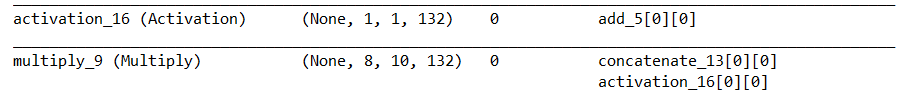 activation_16 (Activation) (None, 1, 1, 132) 0 add_5[0][0]
multiply_9 (Multiply) (None, 8, 10, 132) 0 concatenate_13[0][0]
activation_16[0][0]